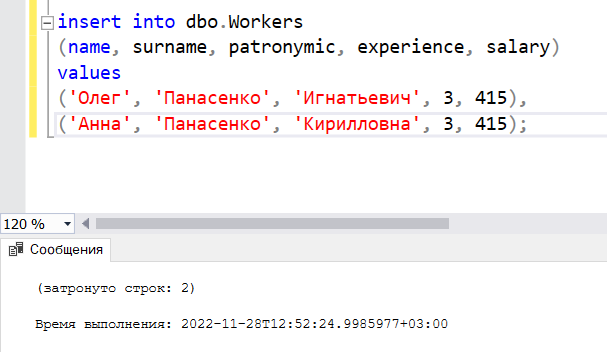 insert into dbo.Workers
(name, surname, patronymic, experience, salary)
values
('Олег', 'Панасенко', 'Игнатьевич', 3, 415),
('Анна', 'Панасенко', 'Кирилловна', 3, 415);
120 %
Сообщения
(затронуто строк: 2)
Время выполнения: 2022-11-28T12:52:24.9985977+03:00